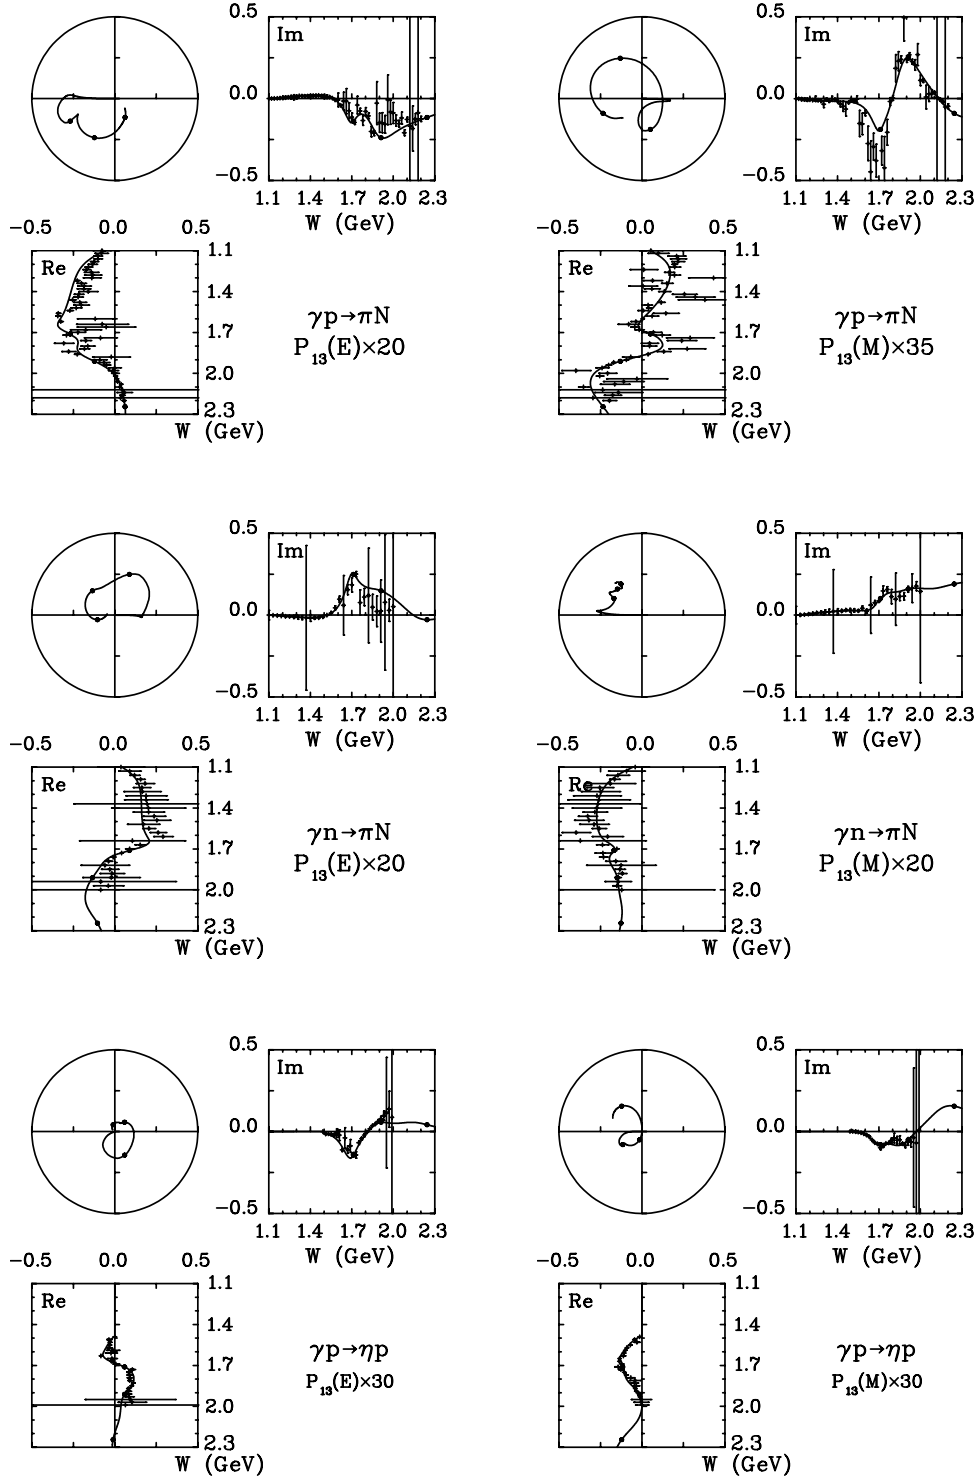 0.5 Im 0.5 Im
0.0 0.0
−0.5 −0.5
1.1 1.4 1.7 2.0 2.3 1.1 1.4 1.7 2.0 2.3
W (GeV) W (GeV)
−0.5 0.0 0.5 −0.5 0.0 0.5
Re 1.1 Re 1.1
1.4 1.4
γp→πN γp→πN
1.7 1.7
P₁₃(E)×20 P₁₃(M)×35
2.0 2.0
2.3 2.3
W (GeV) W (GeV)
0.5 Im 0.5 Im
0.0 0.0
−0.5 −0.5
1.1 1.4 1.7 2.0 2.3 1.1 1.4 1.7 2.0 2.3
W (GeV) W (GeV)
−0.5 0.0 0.5 −0.5 0.0 0.5
Re 1.1 Re 1.1
1.4 1.4
γn→πN γn→πN
1.7 1.7
P₁₃(E)×20 P₁₃(M)×20
2.0 2.0
2.3 2.3
W (GeV) W (GeV)
0.5 Im 0.5 Im
0.0 0.0
−0.5 −0.5
1.1 1.4 1.7 2.0 2.3 1.1 1.4 1.7 2.0 2.3
W (GeV) W (GeV)
−0.5 0.0 0.5 −0.5 0.0 0.5
Re 1.1 Re 1.1
1.4 1.4
γp→ηp γp→ηp
1.7 1.7
P₁₃(E)×30 P₁₃(M)×30
2.0 2.0
2.3 2.3
W (GeV) W (GeV)